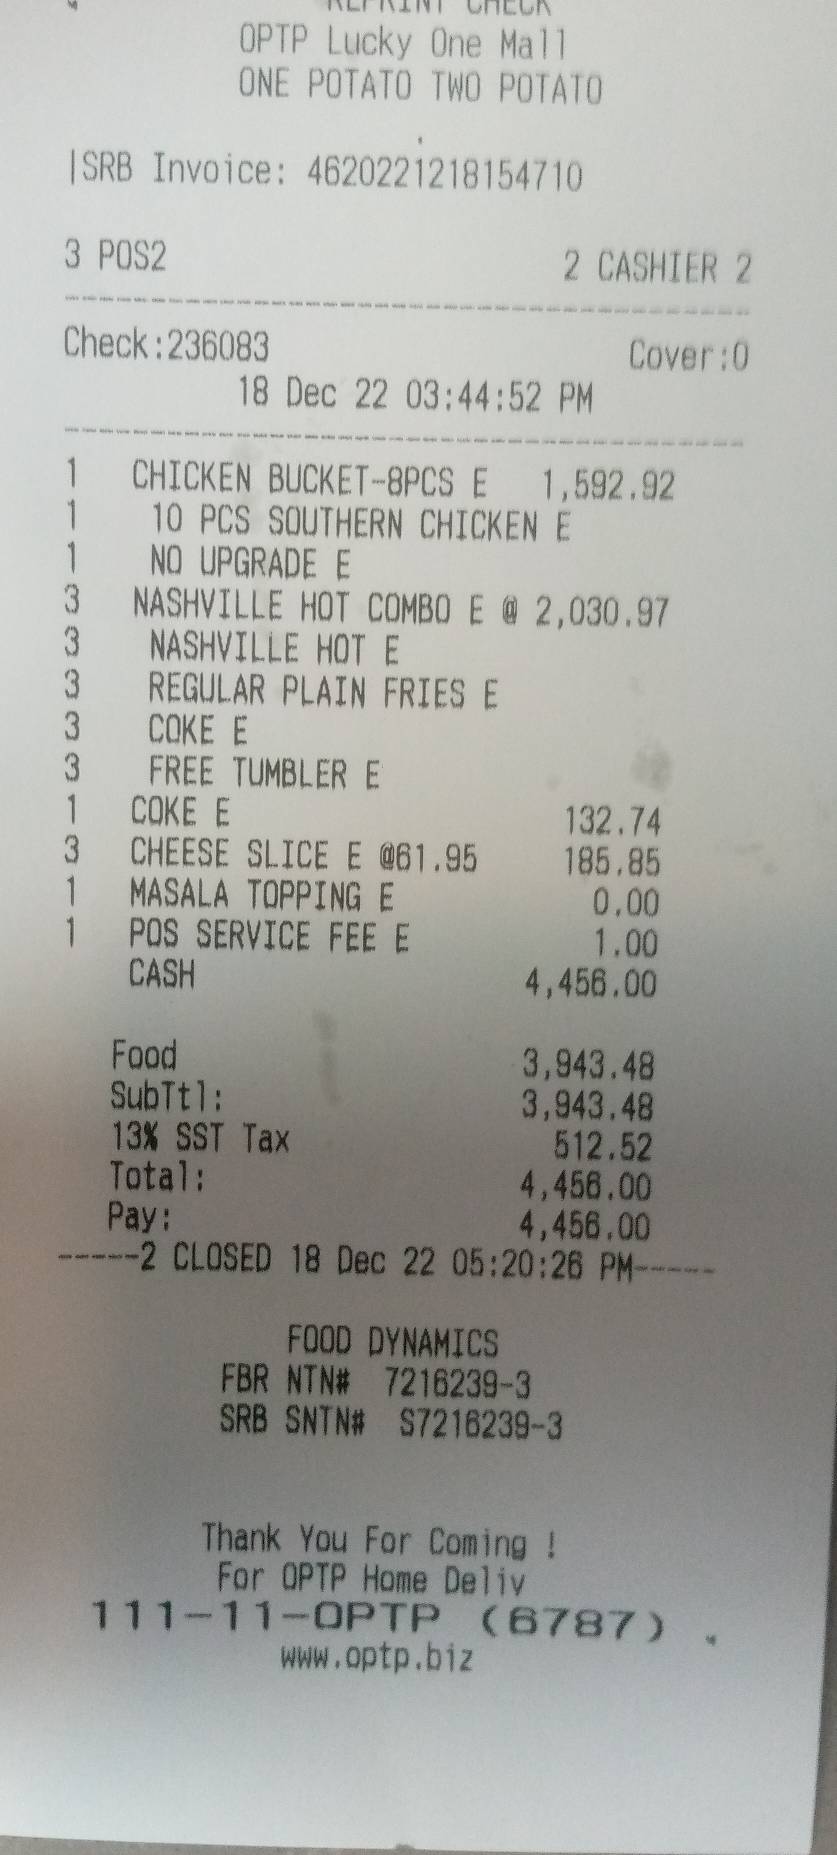 REPRINT CHECK
OPTP Lucky One Mall
ONE POTATO TWO POTATO
|SRB Invoice: 4620221218154710
3 POS2 2 CASHIER 2
Check:236083 Cover:0
18 Dec 22 03:44:52 PM
1 CHICKEN BUCKET-8PCS E 1,592.92
1 10 PCS SOUTHERN CHICKEN E
1 NO UPGRADE E
3 NASHVILLE HOT COMBO E @ 2,030.97
3 NASHVILLE HOT E
3 REGULAR PLAIN FRIES E
3 COKE E
3 FREE TUMBLER E
1 COKE E 132.74
3 CHEESE SLICE E @61.95 185.85
1 MASALA TOPPING E 0.00
1 POS SERVICE FEE E 1.00
CASH 4,456.00
Food 3,943.48
SubTtl: 3,943.48
13% SST Tax 512.52
Total: 4,456.00
Pay: 4,456.00
-----2 CLOSED 18 Dec 22 05:20:26 PM-----
FOOD DYNAMICS
FBR NTN# 7216239-3
SRB SNTN# S7216239-3
Thank You For Coming !
For OPTP Home Deliv
111-11-OPTP (6787) .
www.optp.biz